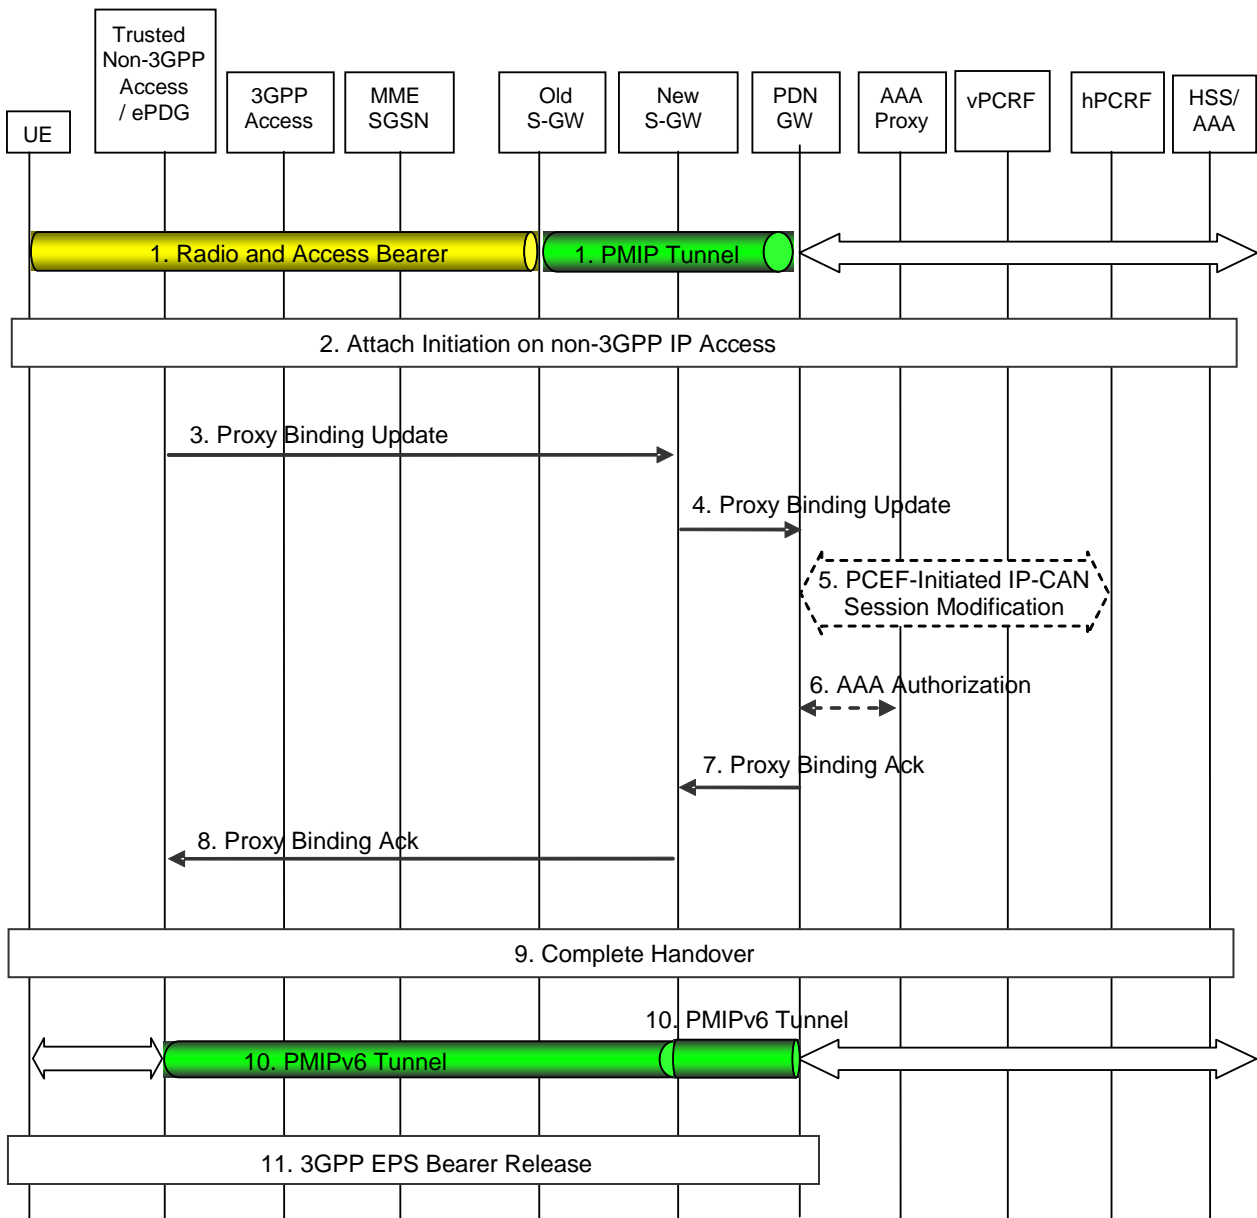 Trusted
Non-3GPP
Access
/ ePDG
UE
3GPP
Access
MME
SGSN
Old
S-GW
New
S-GW
PDN
GW
AAA
Proxy
vPCRF
hPCRF
HSS/
AAA
1. Radio and Access Bearer
1. PMIP Tunnel
2. Attach Initiation on non-3GPP IP Access
3. Proxy Binding Update
4. Proxy Binding Update
5. PCEF-Initiated IP-CAN
Session Modification
6. AAA Authorization
7. Proxy Binding Ack
8. Proxy Binding Ack
9. Complete Handover
10. PMIPv6 Tunnel
10. PMIPv6 Tunnel
11. 3GPP EPS Bearer Release